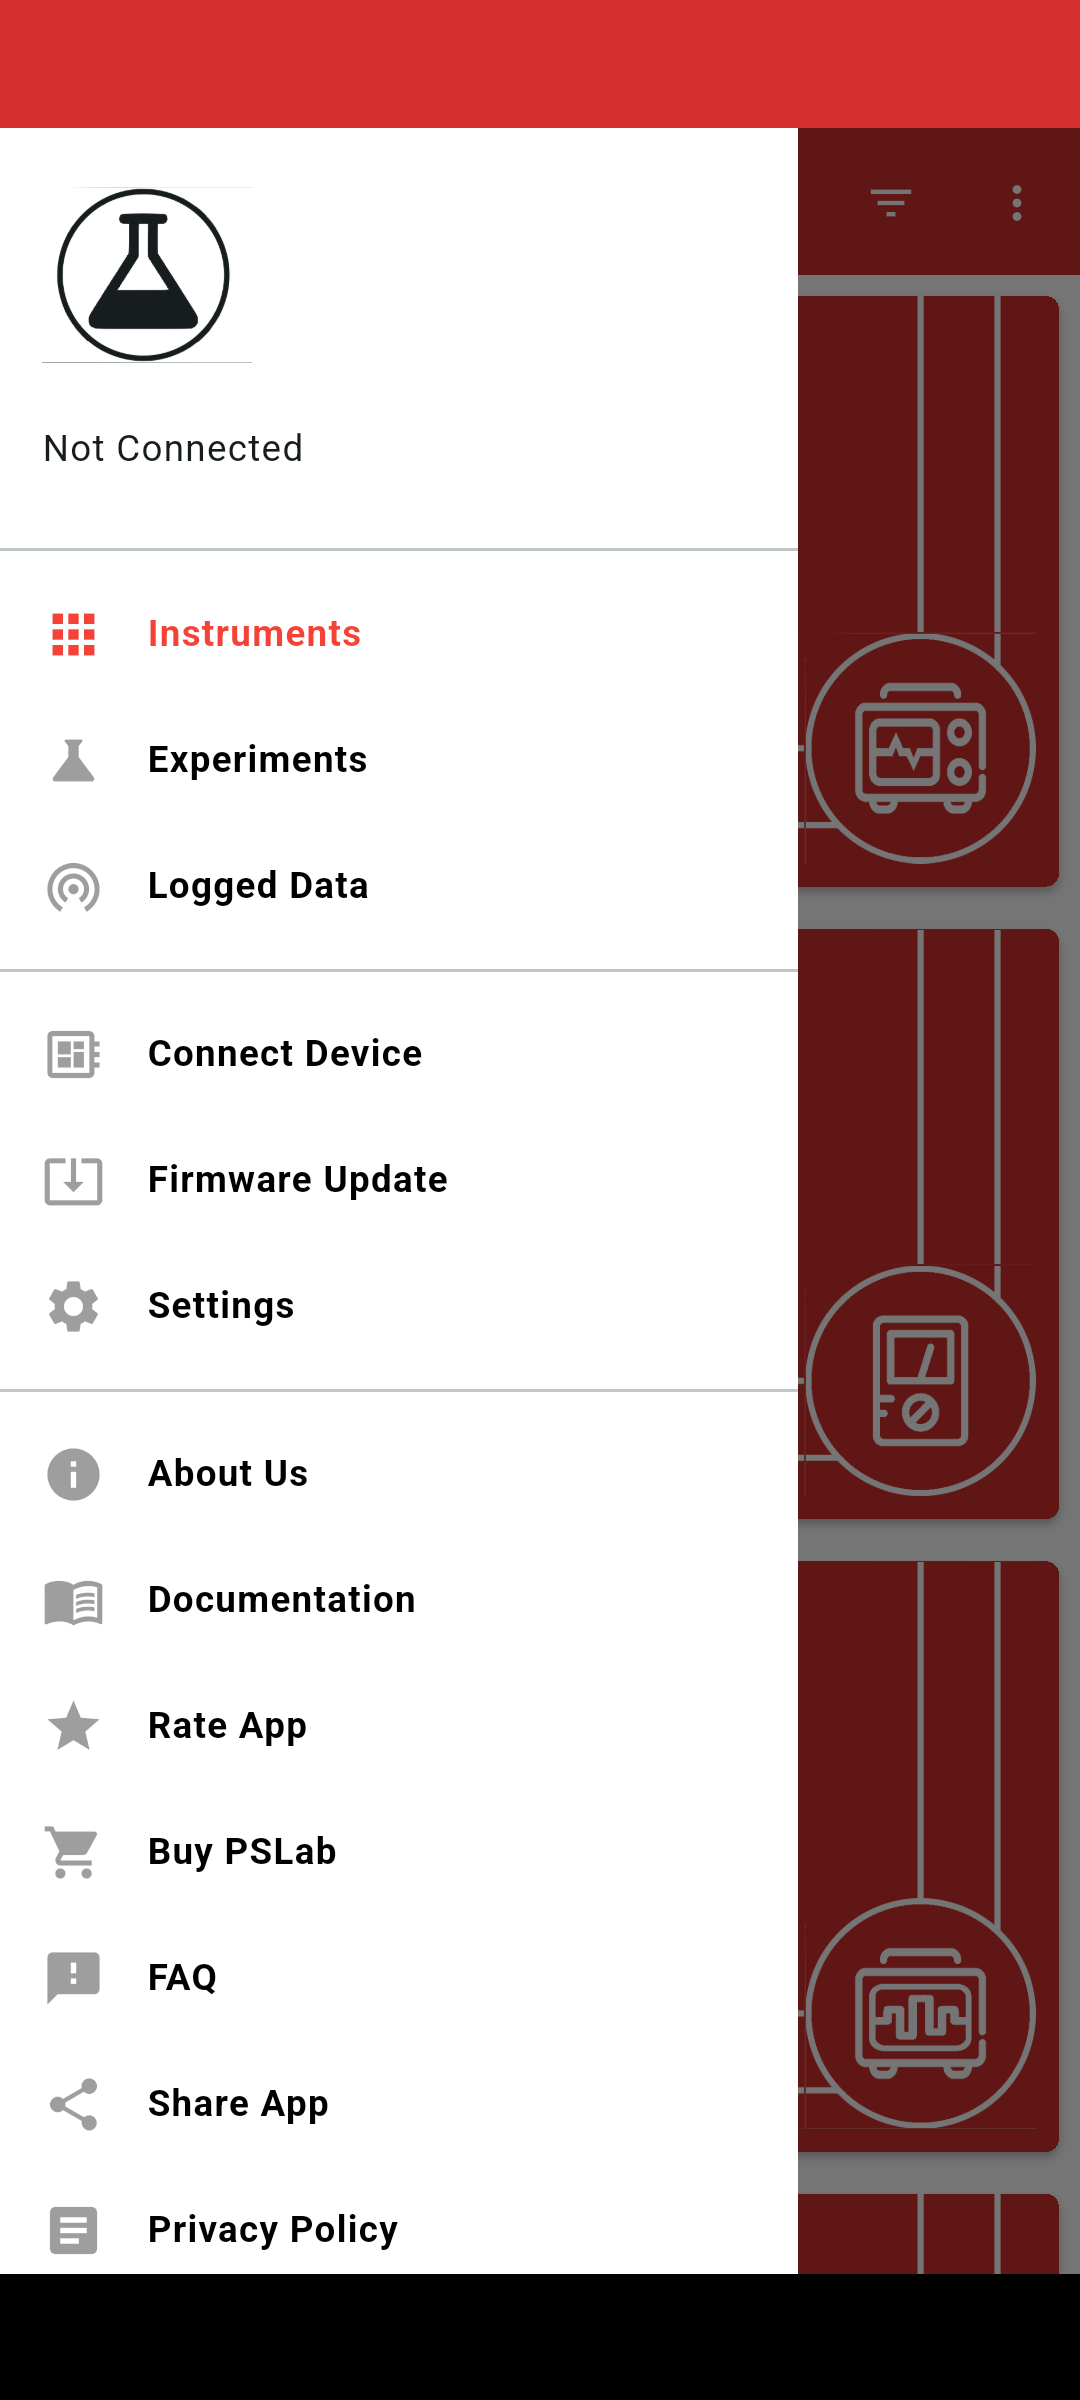 Not Connected
Instruments
Experiments
Logged Data
Connect Device
Firmware Update
Settings
About Us
Documentation
Rate App
Buy PSLab
FAQ
Share App
Privacy Policy